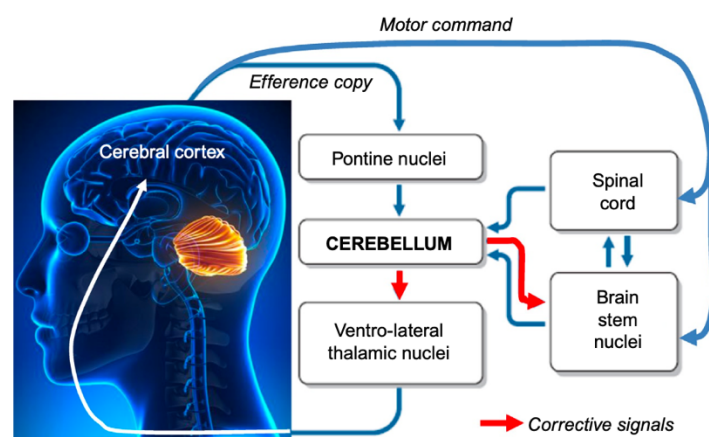 Motor command
Efference copy
Cerebral cortex
Pontine nuclei
Spinal
cord
CEREBELLUM
Brain
stem
nuclei
Ventro-lateral
thalamic nuclei
Corrective signals